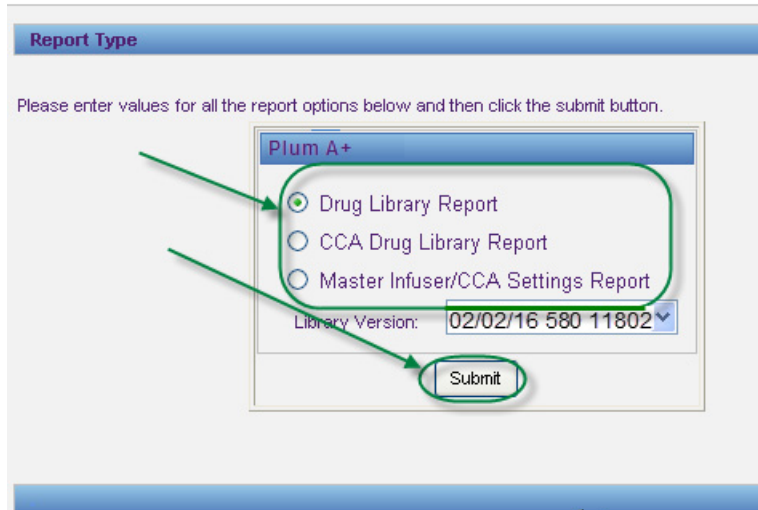 Report Type
Please enter values for all the report options below and then click the submit button.
Plum A+
Drug Library Report
CCA Drug Library Report
Master Infuser/CCA Settings Report
Library Version: 02/02/16 580 11802
Submit